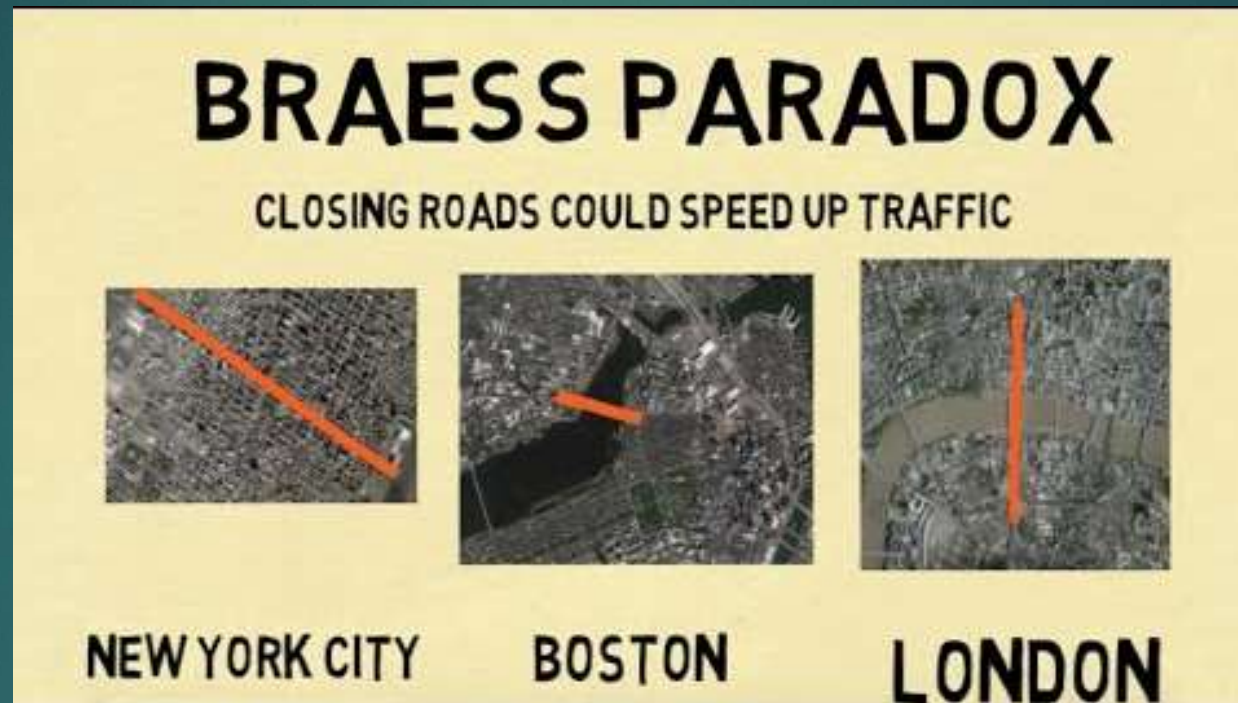 BRAESS PARADOX
CLOSING ROADS COULD SPEED UP TRAFFIC
NEW YORK CITY
BOSTON
LONDON